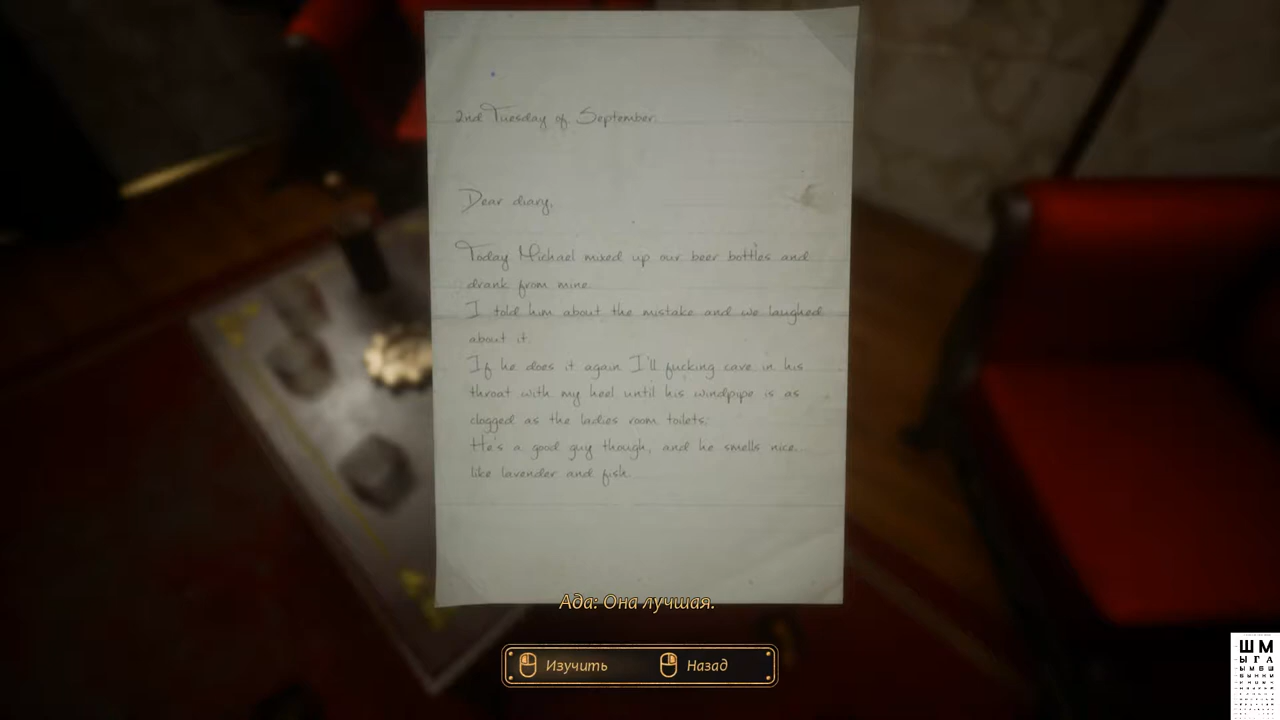 2nd Tuesday of September.
Dear diary,
Today Michael mixed up our beer bottles and
drank from mine.
I told him about the mistake and we laughed
about it.
If he does it again I'll fucking cave in his
throat with my heel until his windpipe is as
clogged as the ladies room toilets.
He's a good guy though, and he smells nice...
like lavender and fish.
Ада: Она лучшая.
Изучить
Назад
Ш М
Ы Г А
Ы М Б Ш
Б Ы Н К И